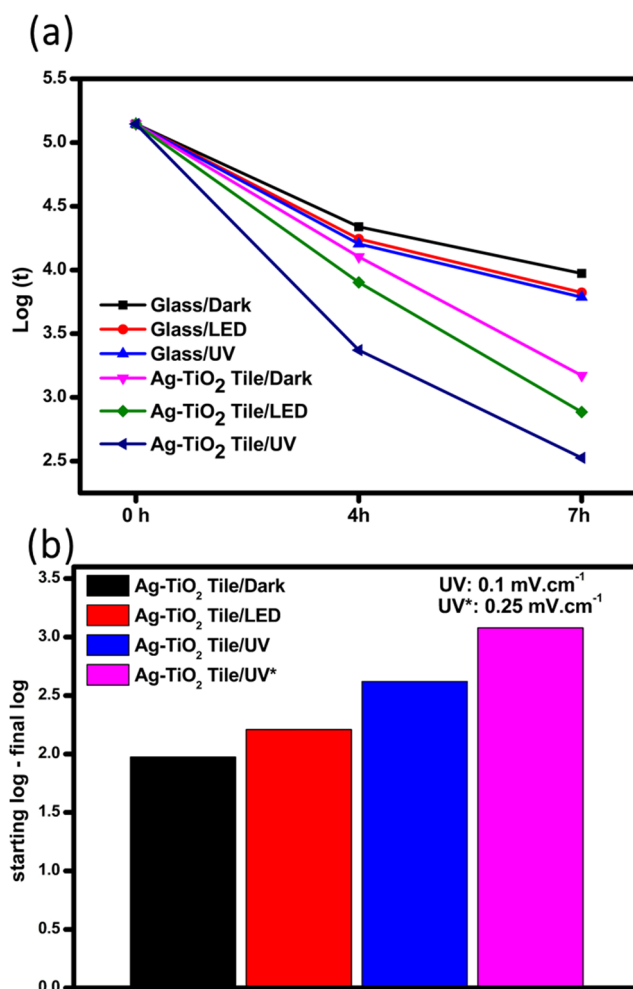 (a)
5.5
5.0
4.5
4.0
3.5
3.0
2.5
Log (t)
Glass/Dark
Glass/LED
Glass/UV
Ag-TiO2 Tile/Dark
Ag-TiO2 Tile/LED
Ag-TiO2 Tile/UV
0 h
4h
7h
(b)
3.5
3.0
2.5
2.0
1.5
1.0
0.5
0.0
starting log - final log
Ag-TiO2 Tile/Dark
Ag-TiO2 Tile/LED
Ag-TiO2 Tile/UV
Ag-TiO2 Tile/UV*
UV: 0.1 mV.cm-1
UV*: 0.25 mV.cm-1